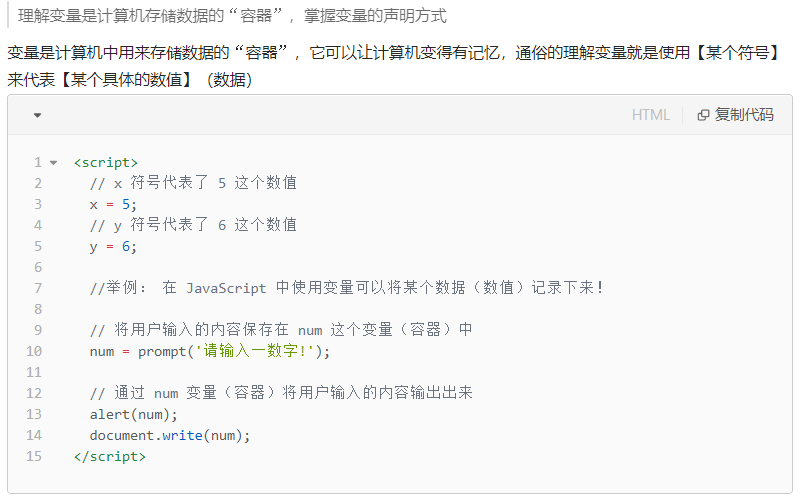 理解变量是计算机存储数据的“容器”，掌握变量的声明方式
变量是计算机中用来存储数据的“容器”，它可以让计算机变得有记忆，通俗的理解变量就是使用【某个符号】
来代表【某个具体的数值】（数据）
HTML 复制代码
1 <script>
2 // x 符号代表了 5 这个数值
3 x = 5;
4 // y 符号代表了 6 这个数值
5 y = 6;
6
7 //举例： 在 JavaScript 中使用变量可以将某个数据（数值）记录下来！
8
9 // 将用户输入的内容保存在 num 这个变量（容器）中
10 num = prompt('请输入一数字!');
11
12 // 通过 num 变量（容器）将用户输入的内容输出出来
13 alert(num);
14 document.write(num);
15 </script>